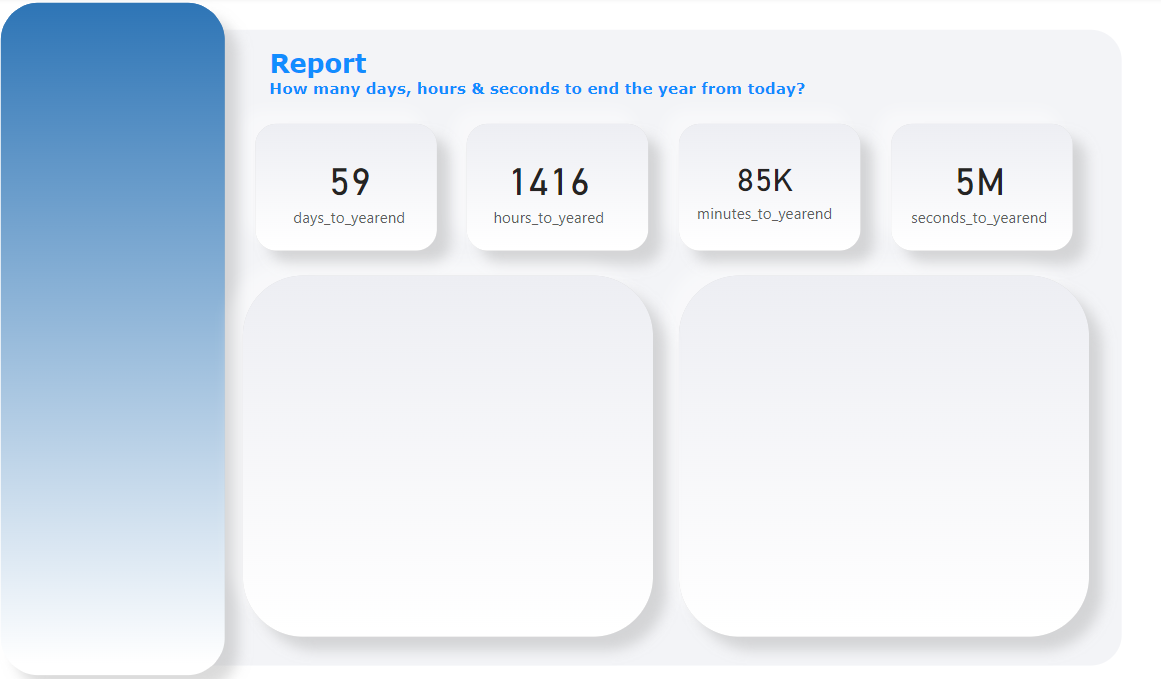 Report
How many days, hours & seconds to end the year from today?
59
days_to_yearend
1416
hours_to_yeared
85K
minutes_to_yearend
5M
seconds_to_yearend